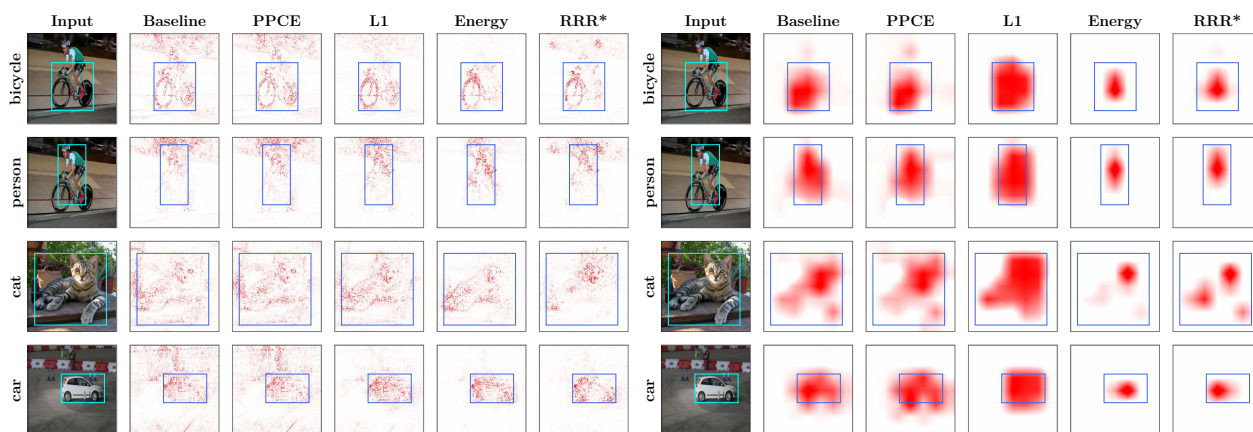 Input Baseline PPCE L1 Energy RRR* Input Baseline PPCE L1 Energy RRR*
bicycle bicycle
person person
cat cat
car car